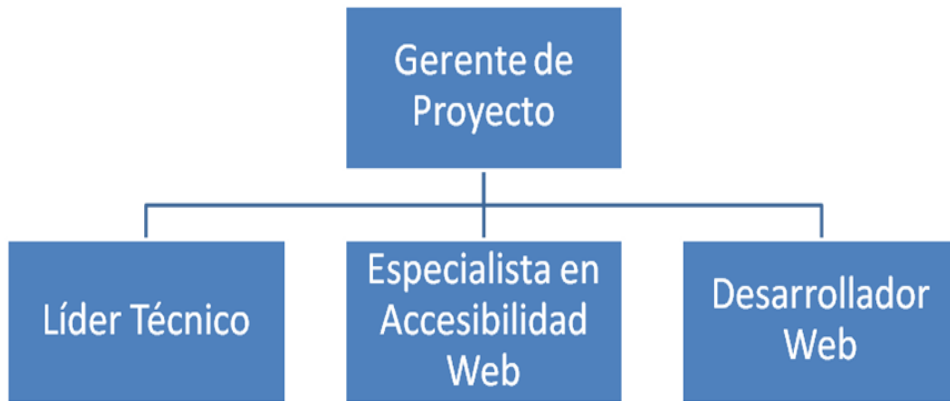 Gerente de
Proyecto
Líder Técnico
Especialista en
Accesibilidad
Web
Desarrollador
Web